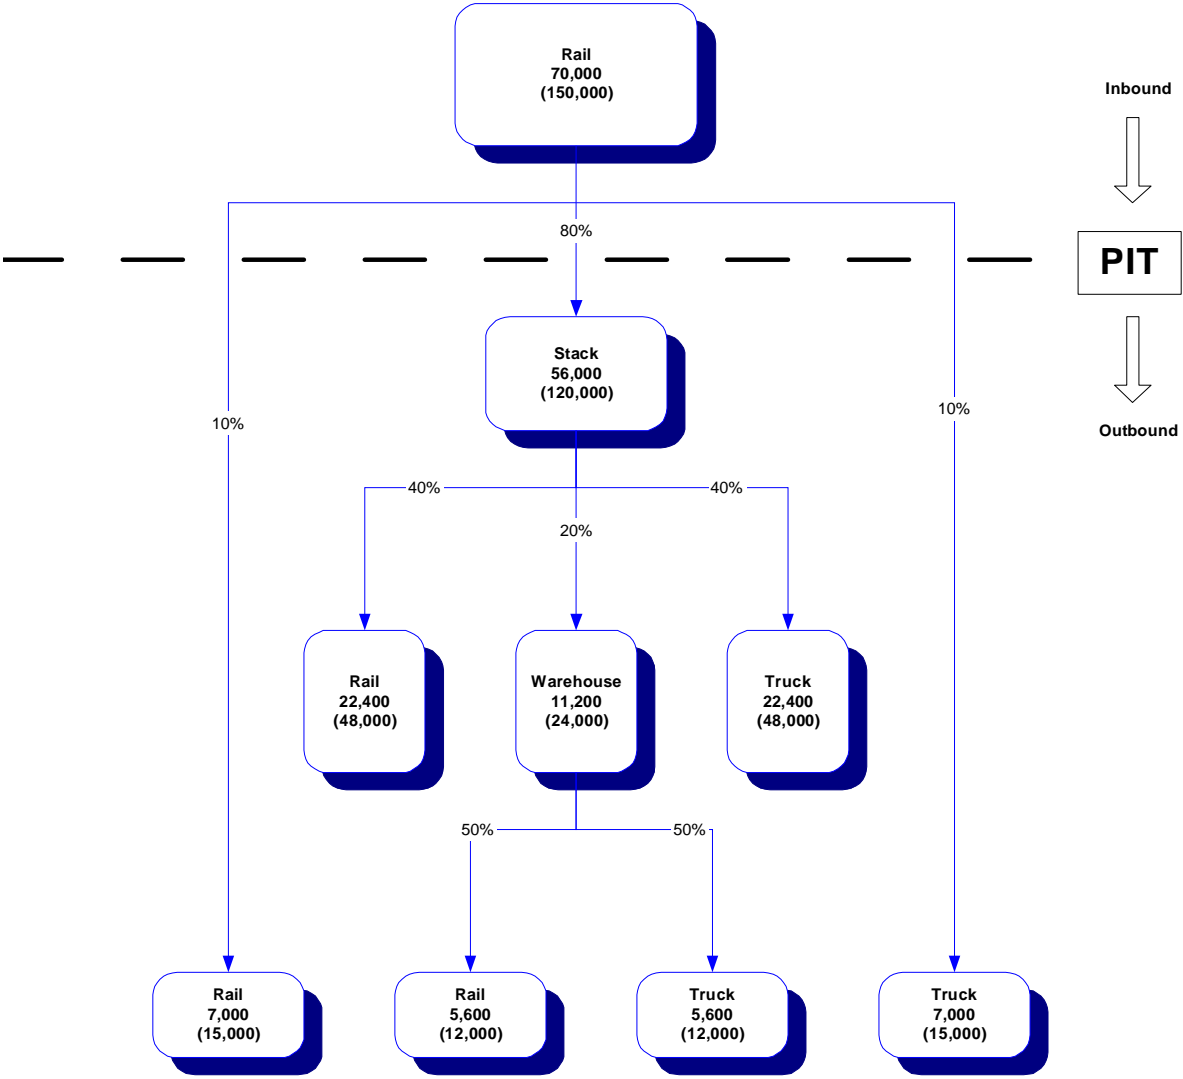 Rail
70,000
(150,000)
Inbound
80%
PIT
Stack
56,000
(120,000)
10%
10%
Outbound
40%
40%
20%
Rail
22,400
(48,000)
Warehouse
11,200
(24,000)
Truck
22,400
(48,000)
50%
50%
Rail
7,000
(15,000)
Rail
5,600
(12,000)
Truck
5,600
(12,000)
Truck
7,000
(15,000)